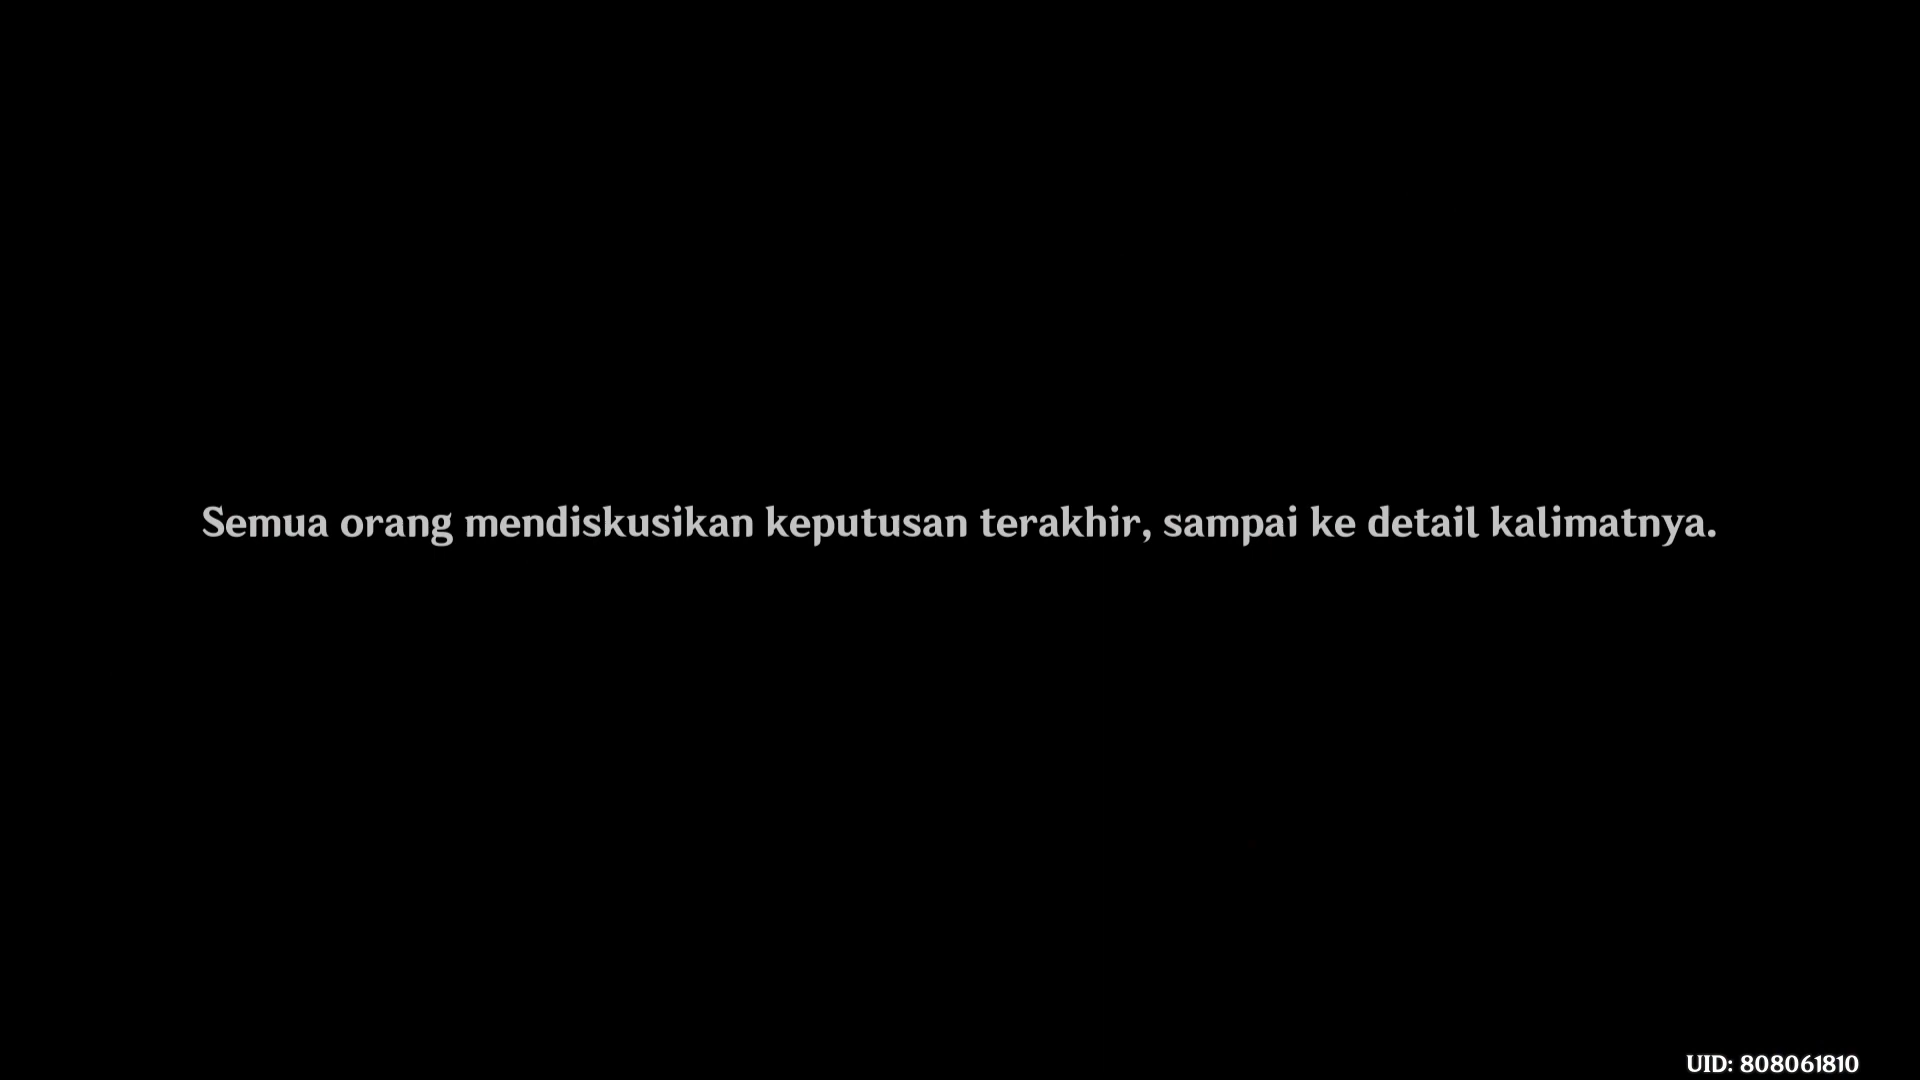 Semua orang mendiskusikan keputusan terakhir, sampai ke detail kalimatnya.
UID: 808061810